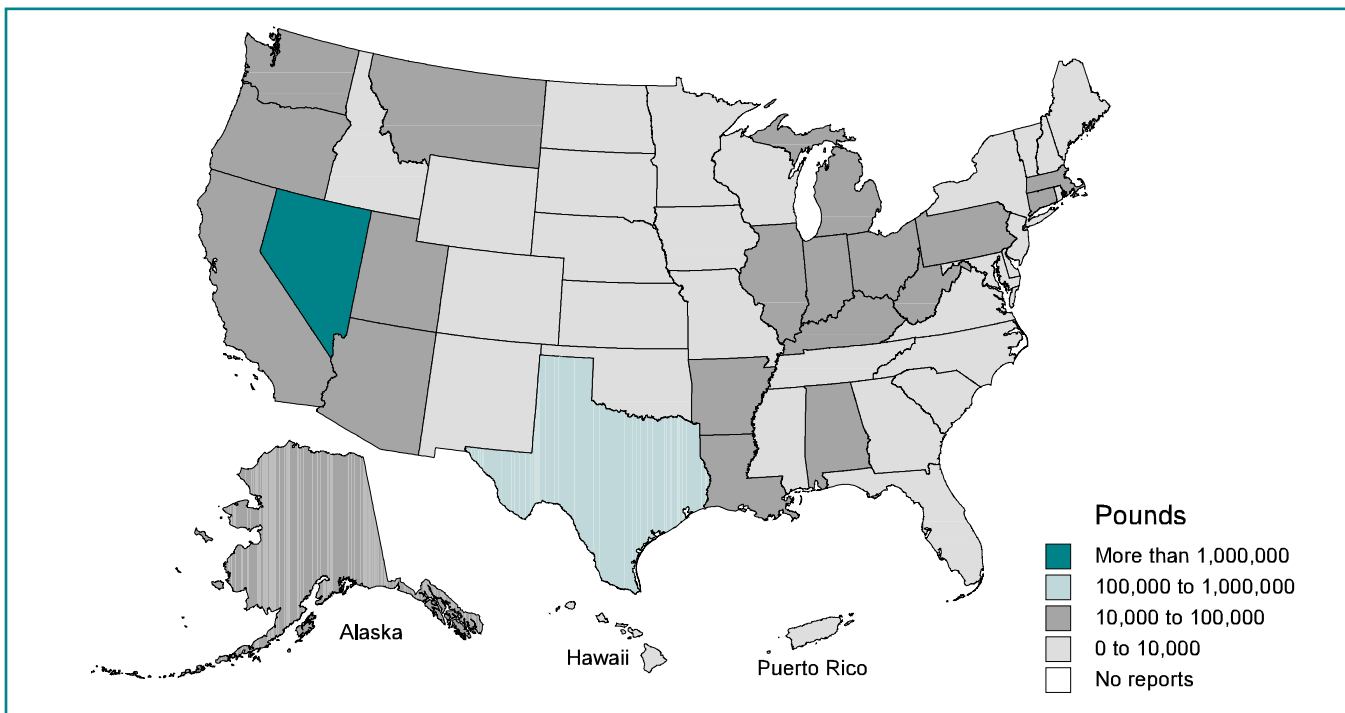 Alaska
Hawaii
Puerto Rico
Pounds
More than 1,000,000
100,000 to 1,000,000
10,000 to 100,000
0 to 10,000
No reports